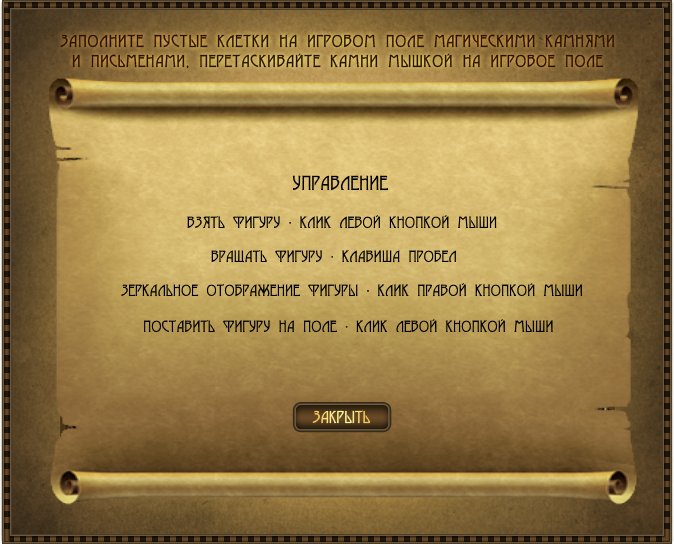 ЗАПОЛНИТЕ ПУСТЫЕ КЛЕТКИ НА ИГРОВОМ ПОЛЕ МАГИЧЕСКИМИ КАМНЯМИ
И ПИСЬМЕНАМИ, ПЕРЕТАСКИВАЙТЕ КАМНИ МЫШКОЙ НА ИГРОВОЕ ПОЛЕ
УПРАВЛЕНИЕ
ВЗЯТЬ ФИГУРУ - КЛИК ЛЕВОЙ КНОПКОЙ МЫШИ
ВРАЩАТЬ ФИГУРУ - КЛАВИША ПРОБЕЛ
ЗЕРКАЛЬНОЕ ОТОБРАЖЕНИЕ ФИГУРЫ - КЛИК ПРАВОЙ КНОПКОЙ МЫШИ
ПОСТАВИТЬ ФИГУРУ НА ПОЛЕ - КЛИК ЛЕВОЙ КНОПКОЙ МЫШИ
ЗАКРЫТЬ